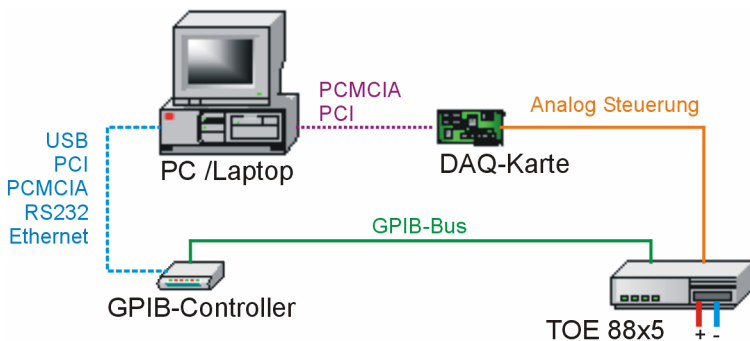 PCMCIA
PCI
Analog Steuerung
USB
PCI
PCMCIA
RS232
Ethernet
PC /Laptop
DAQ-Karte
GPIB-Bus
GPIB-Controller
TOE 88x5
+ -